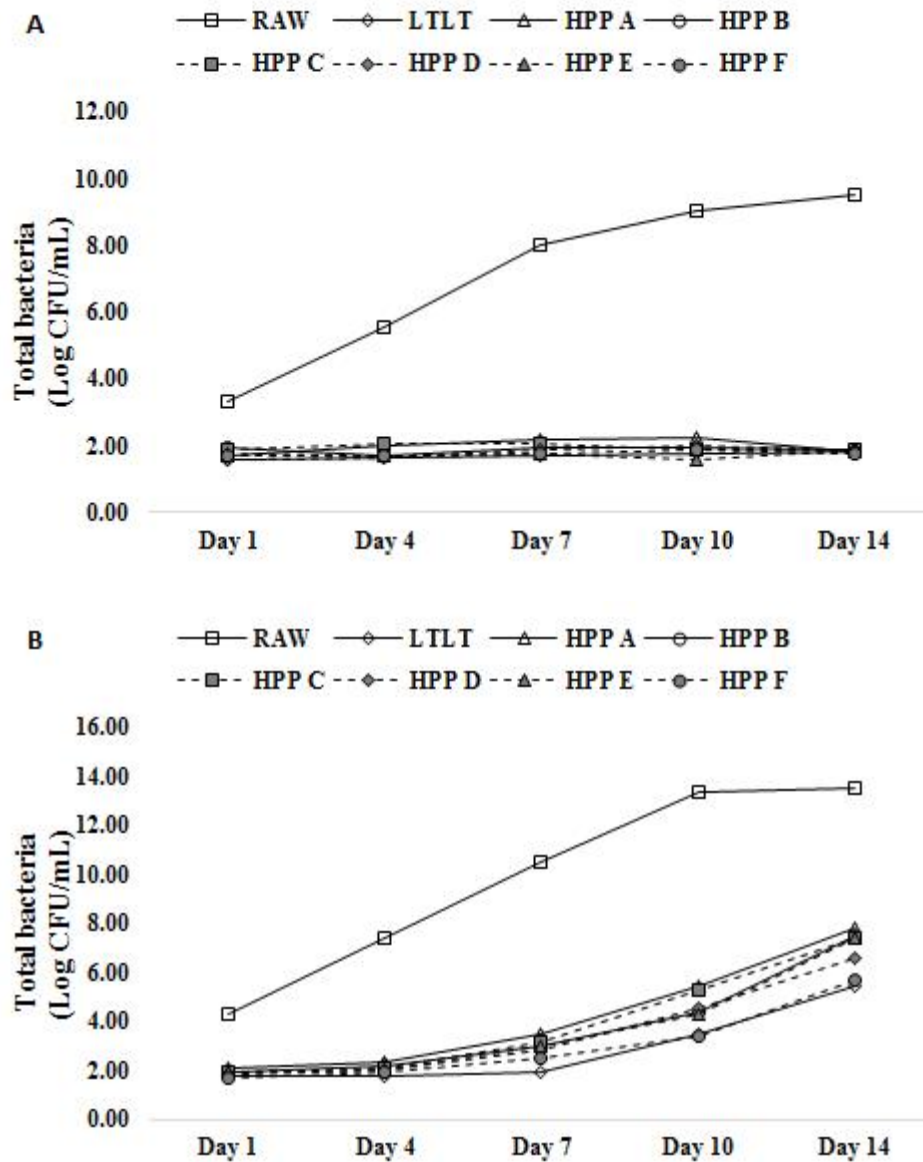 A
RAW LTLT HPP A HPP B
HPP C HPP D HPP E HPP F
12.00
10.00
8.00
6.00
4.00
2.00
0.00
Total bacteria
(Log CFU/mL)
Day 1 Day 4 Day 7 Day 10 Day 14
B
RAW LTLT HPP A HPP B
HPP C HPP D HPP E HPP F
16.00
14.00
12.00
10.00
8.00
6.00
4.00
2.00
0.00
Total bacteria
(Log CFU/mL)
Day 1 Day 4 Day 7 Day 10 Day 14